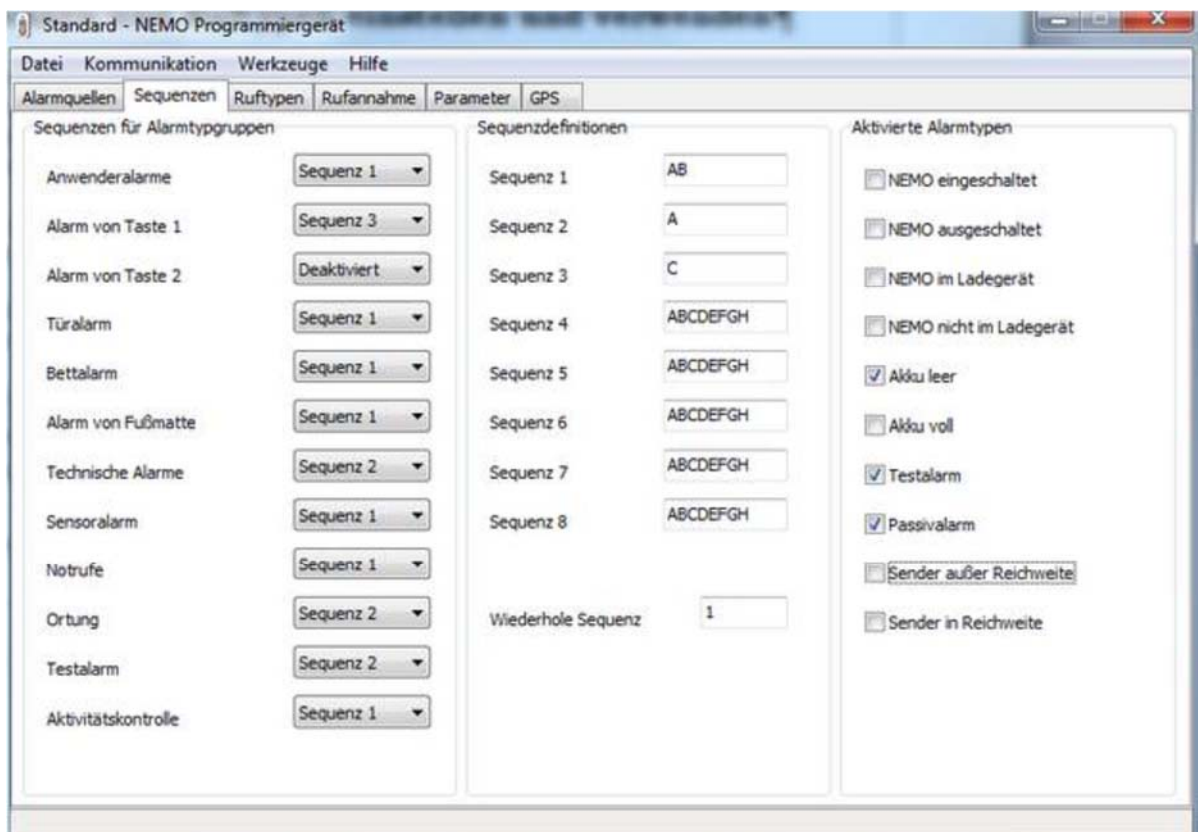 Standard - NEMO Programmiergerät
Datei Kommunikation Werkzeuge Hilfe
Alarmquellen Sequenzen Ruftypen Rufannahme Parameter GPS
Sequenzen für Alarmtypgruppen
Anwenderalarme Sequenz 1
Alarm von Taste 1 Sequenz 3
Alarm von Taste 2 Deaktiviert
Türalarm Sequenz 1
Bettalarm Sequenz 1
Alarm von Fußmatte Sequenz 1
Technische Alarme Sequenz 2
Sensoralarm Sequenz 1
Notrufe Sequenz 1
Ortung Sequenz 2
Testalarm Sequenz 2
Aktivitätskontrolle Sequenz 1
Sequenzdefinitionen
Sequenz 1 AB
Sequenz 2 A
Sequenz 3 C
Sequenz 4 ABCDEFGH
Sequenz 5 ABCDEFGH
Sequenz 6 ABCDEFGH
Sequenz 7 ABCDEFGH
Sequenz 8 ABCDEFGH
Wiederhole Sequenz 1
Aktivierte Alarmtypen
NEMO eingeschaltet
NEMO ausgeschaltet
NEMO im Ladegerät
NEMO nicht im Ladegerät
Akku leer
Akku voll
Testalarm
Passivalarm
Sender außer Reichweite
Sender in Reichweite